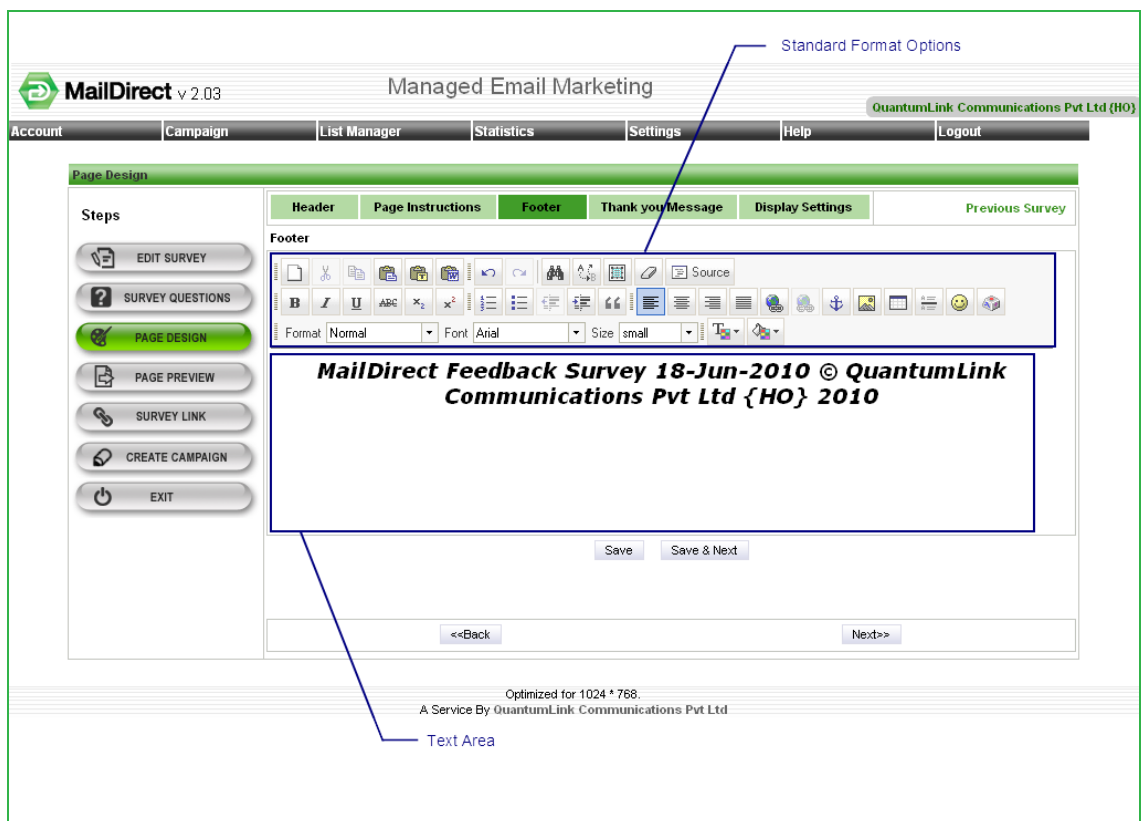 Standard Format Options
MailDirect v 2.03
Managed Email Marketing
QuantumLink Communications Pvt Ltd {HO}
Account Campaign List Manager Statistics Settings Help Logout
Page Design
Steps
EDIT SURVEY
SURVEY QUESTIONS
PAGE DESIGN
PAGE PREVIEW
SURVEY LINK
CREATE CAMPAIGN
EXIT
Header Page Instructions Footer Thank you Message Display Settings Previous Survey
Footer
Source
B I U ABC ×₂ ×²
Format Normal Font Arial Size small
MailDirect Feedback Survey 18-Jun-2010 © QuantumLink
Communications Pvt Ltd {HO} 2010
Save Save & Next
<<Back Next>>
Optimized for 1024 * 768.
A Service By QuantumLink Communications Pvt Ltd
Text Area